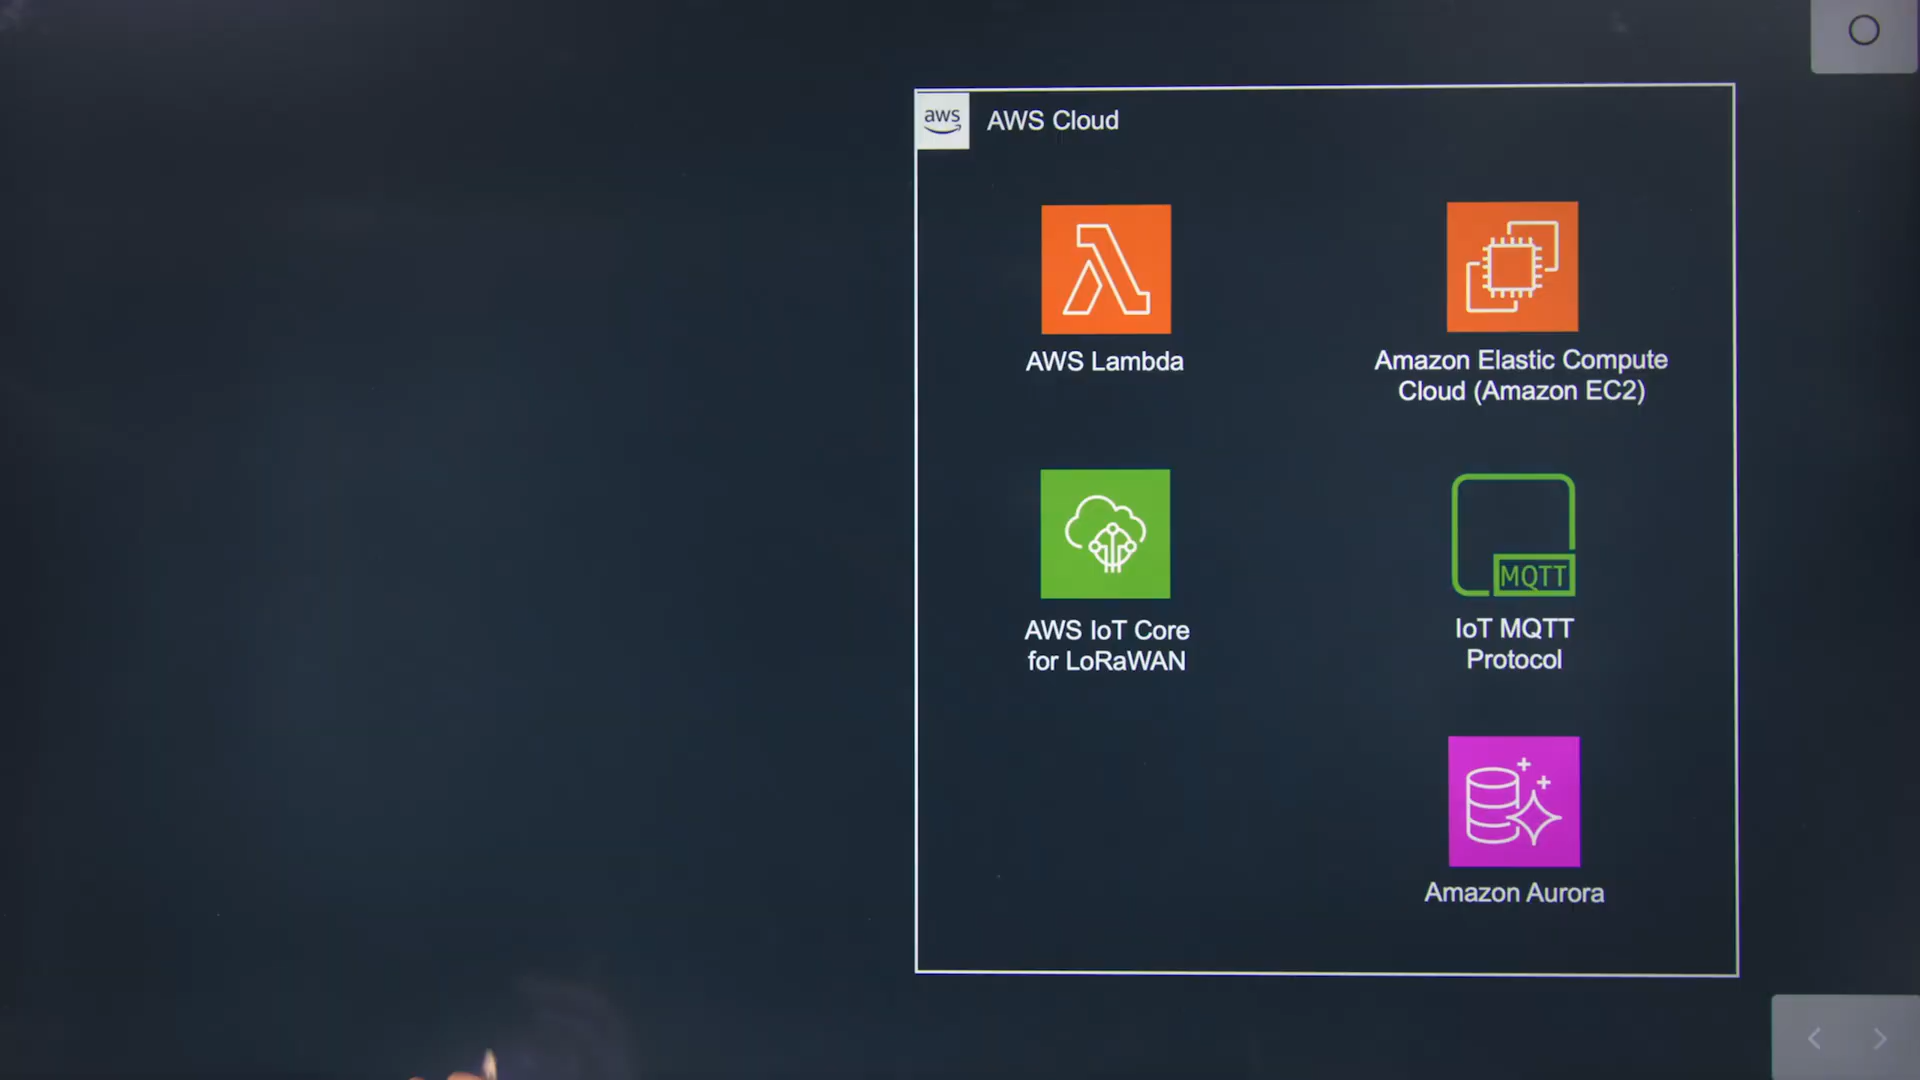 aws
AWS Cloud
AWS Lambda
Amazon Elastic Compute
Cloud (Amazon EC2)
AWS IoT Core
for LoRaWAN
MQTT
IoT MQTT
Protocol
Amazon Aurora